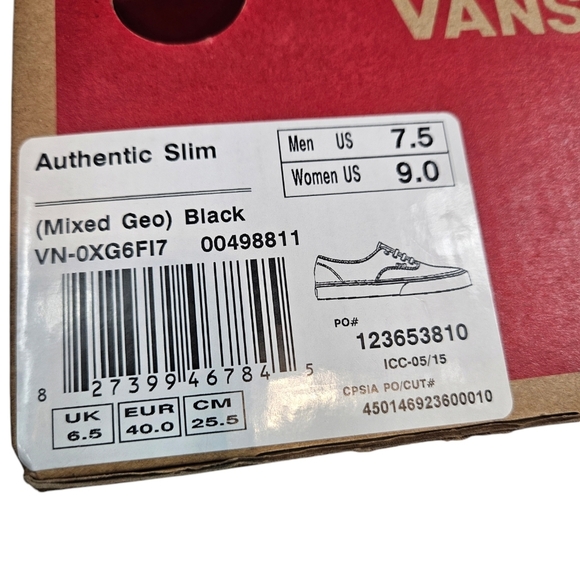 VANS
Authentic Slim
Men US 7.5
Women US 9.0
(Mixed Geo) Black
VN-0XG6FI7 00498811
PO#
123653810
ICC-05/15
8 27399 46784 5
CPSIA PO/CUT#
450146923600010
UK 6.5
EUR 40.0
CM 25.5